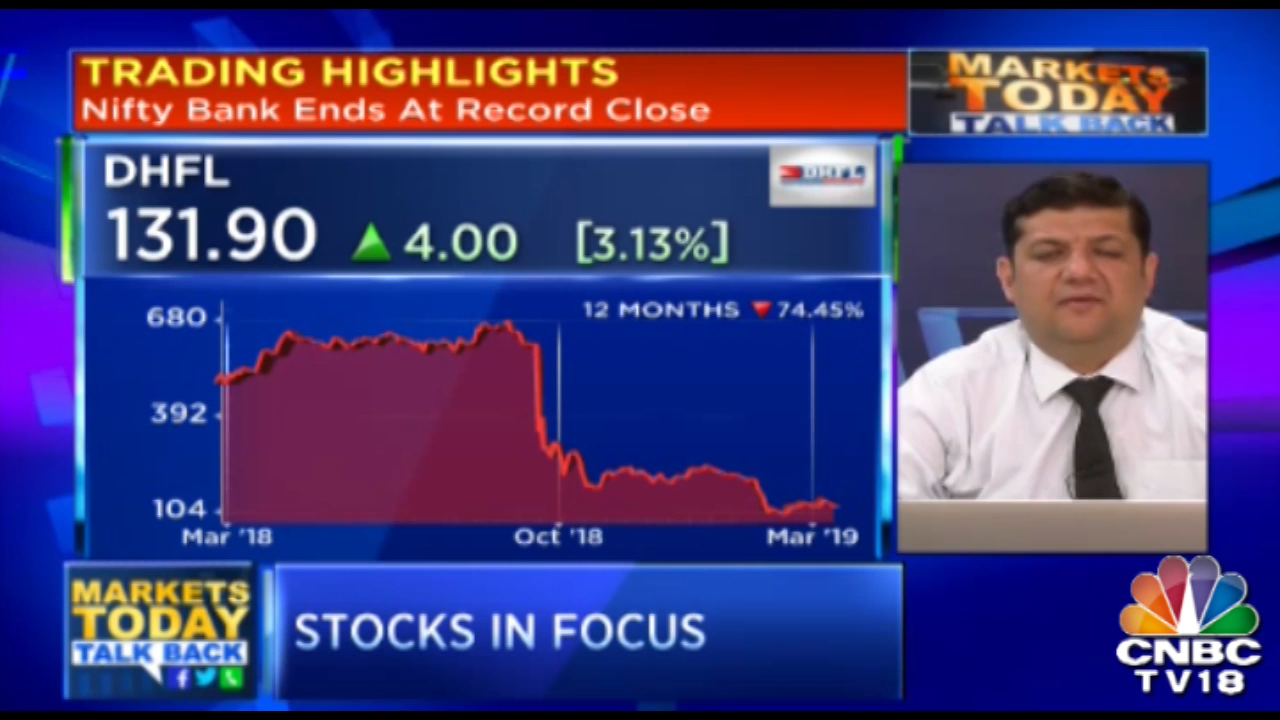 TRADING HIGHLIGHTS
Nifty Bank Ends At Record Close
MARKETS
TODAY
TALK BACK
DHFL
DHFL
131.90 ▲ 4.00 [3.13%]
12 MONTHS ▼ 74.45%
680
392
104
Mar '18 Oct '18 Mar '19
MARKETS
TODAY
TALK BACK
STOCKS IN FOCUS
CNBC
TV18